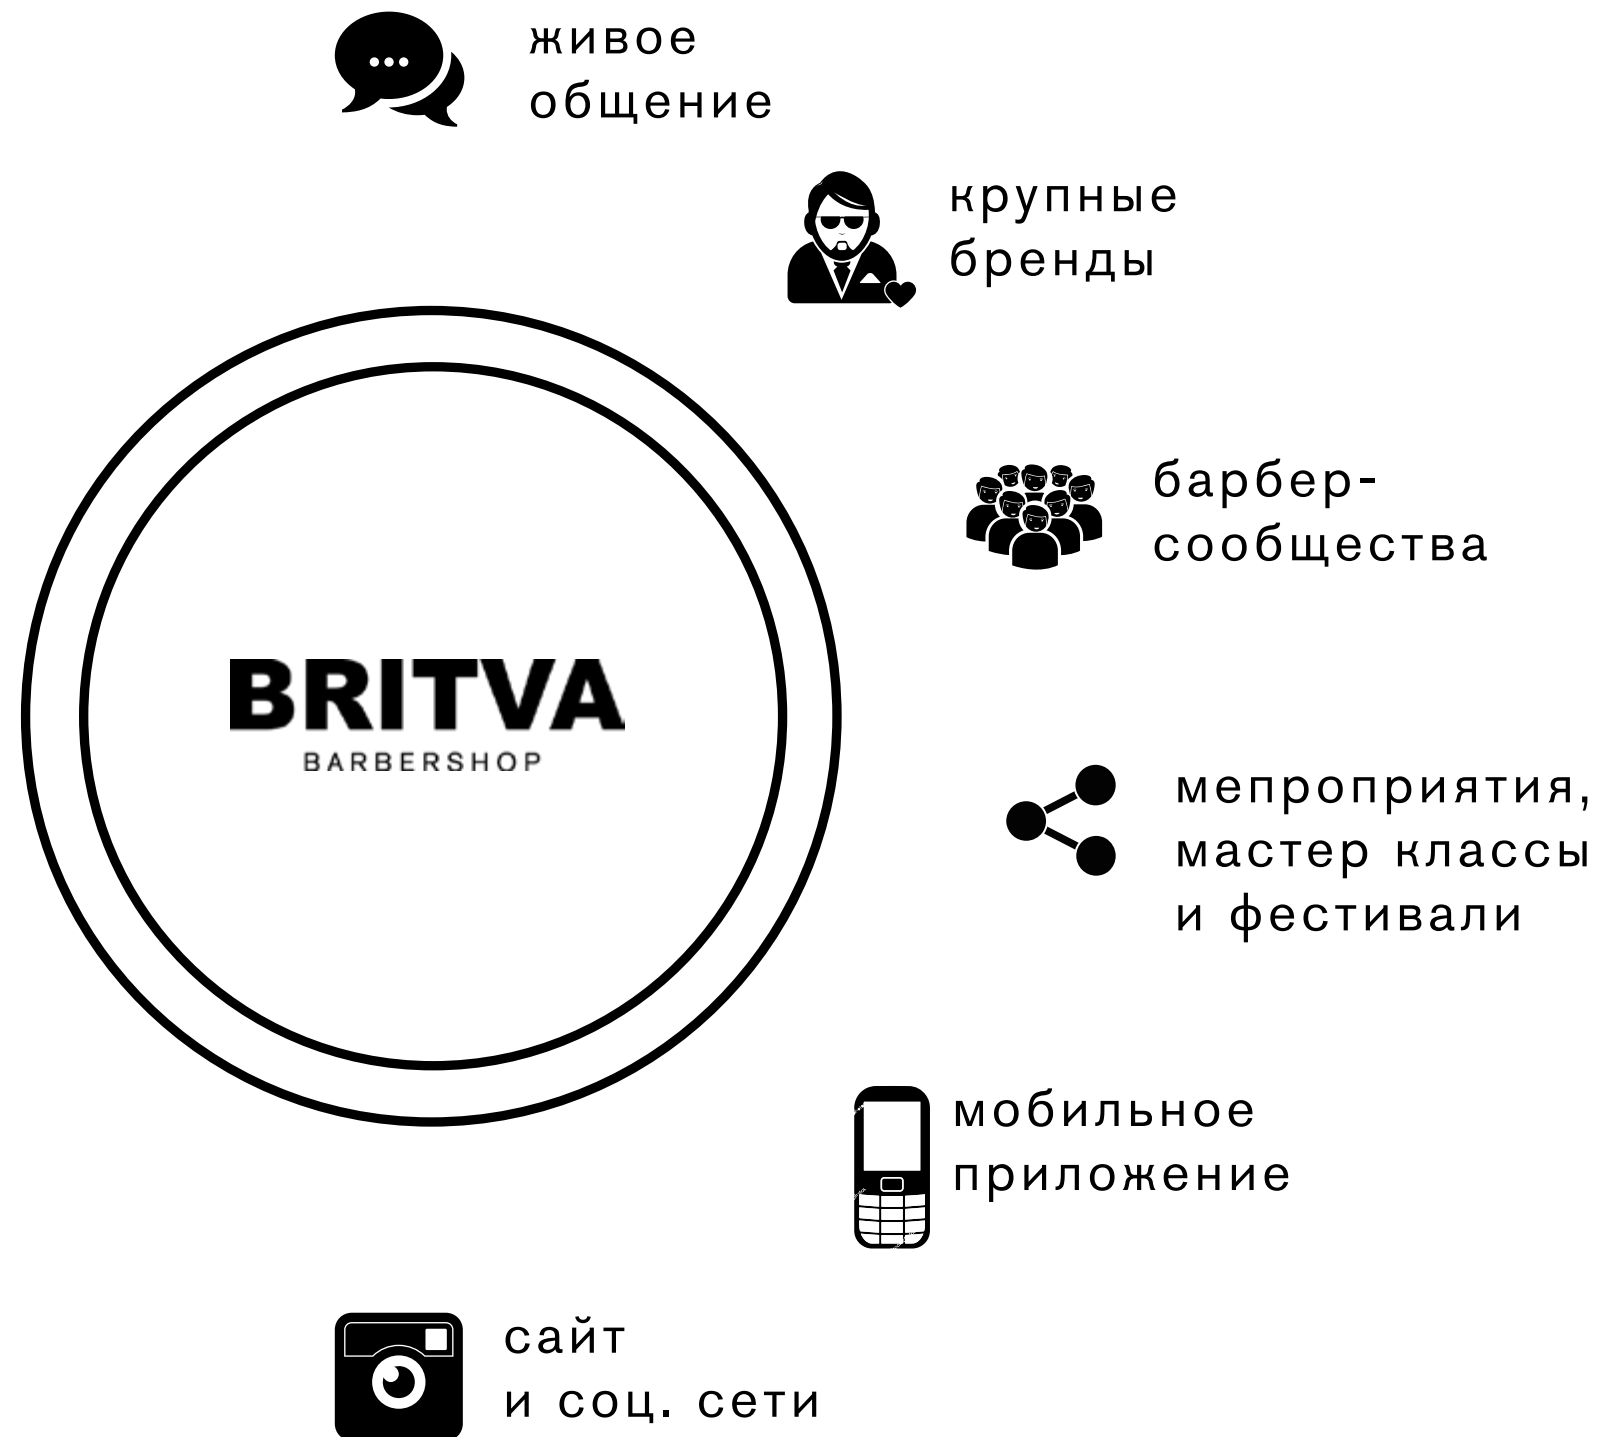 живое
общение
крупные
бренды
барбер-
сообщества
BRITVA
BARBERSHOP
мепроприятия,
мастер классы
и фестивали
мобильное
приложение
сайт
и соц. сети